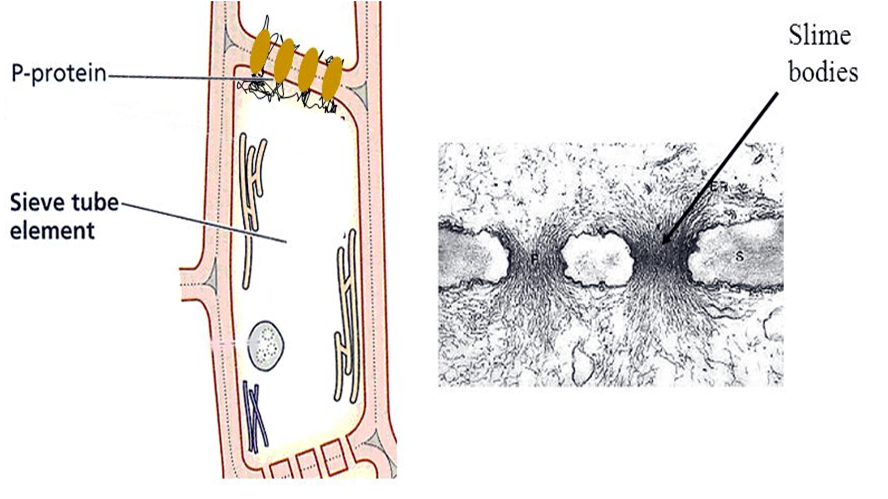 P-protein
Sieve tube
element
Slime
bodies
P
S